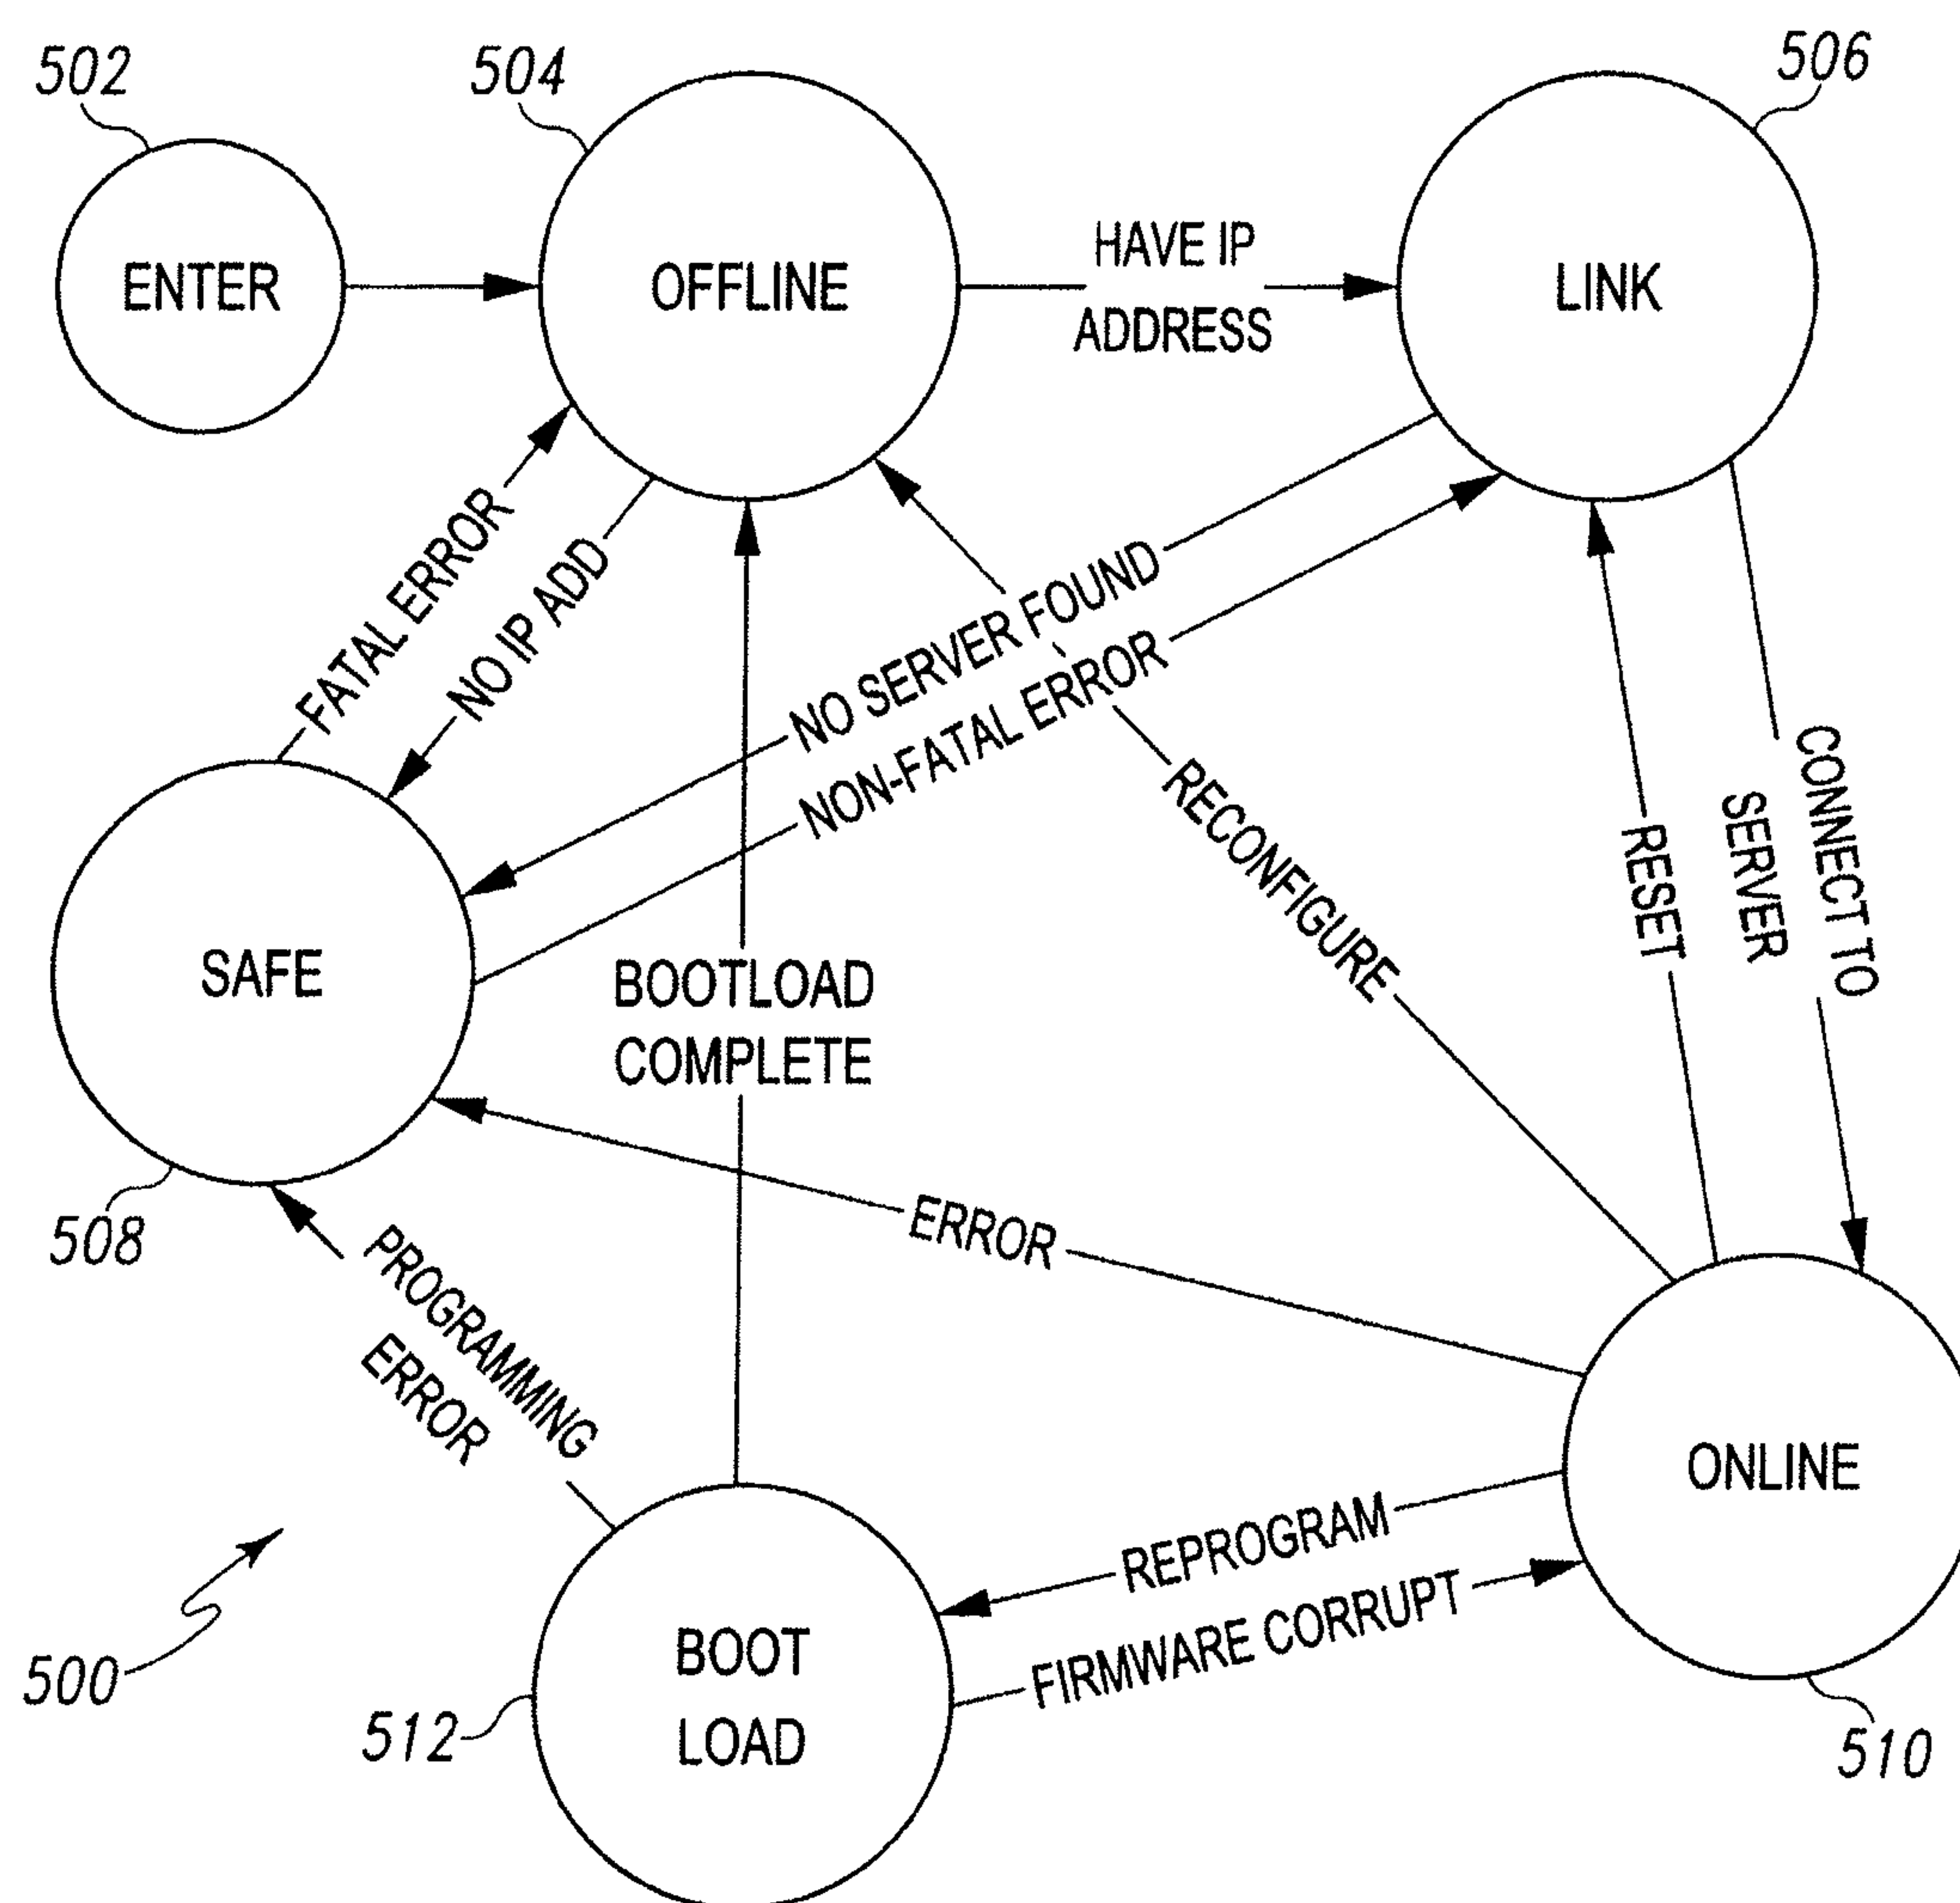 502
504
506
ENTER
OFFLINE
HAVE IP
ADDRESS
LINK
FATAL ERROR
NO IP ADD
NO SERVER FOUND
NON-FATAL ERROR
RECONFIGURE
RESET
CONNECT TO
SERVER
SAFE
BOOTLOAD
COMPLETE
508
ERROR
PROGRAMMING
ERROR
ONLINE
REPROGRAM
FIRMWARE CORRUPT
BOOT
LOAD
500
512
510